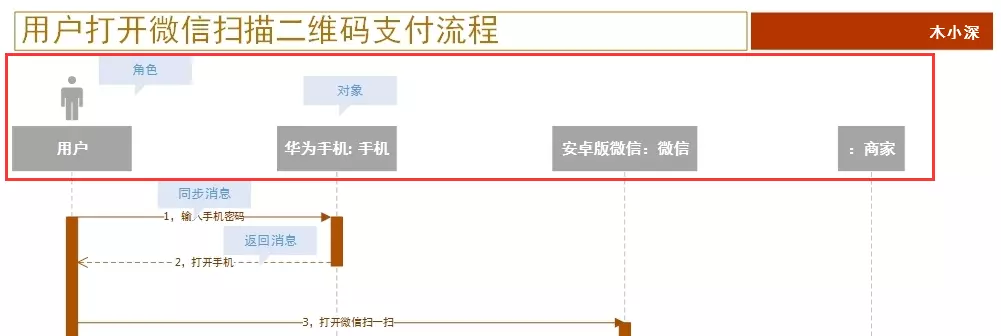 用户打开微信扫描二维码支付流程
木小深
角色
对象
用户
华为手机: 手机
安卓版微信：微信
：商家
同步消息
1，输入手机密码
返回消息
2，打开手机
3，打开微信扫一扫